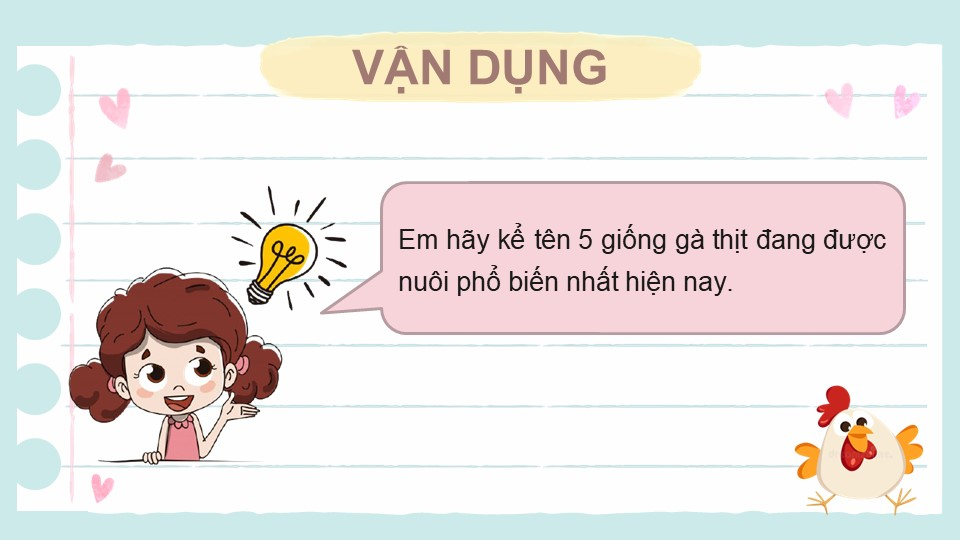 VẬN DỤNG
Em hãy kể tên 5 giống gà thịt đang được
nuôi phổ biến nhất hiện nay.